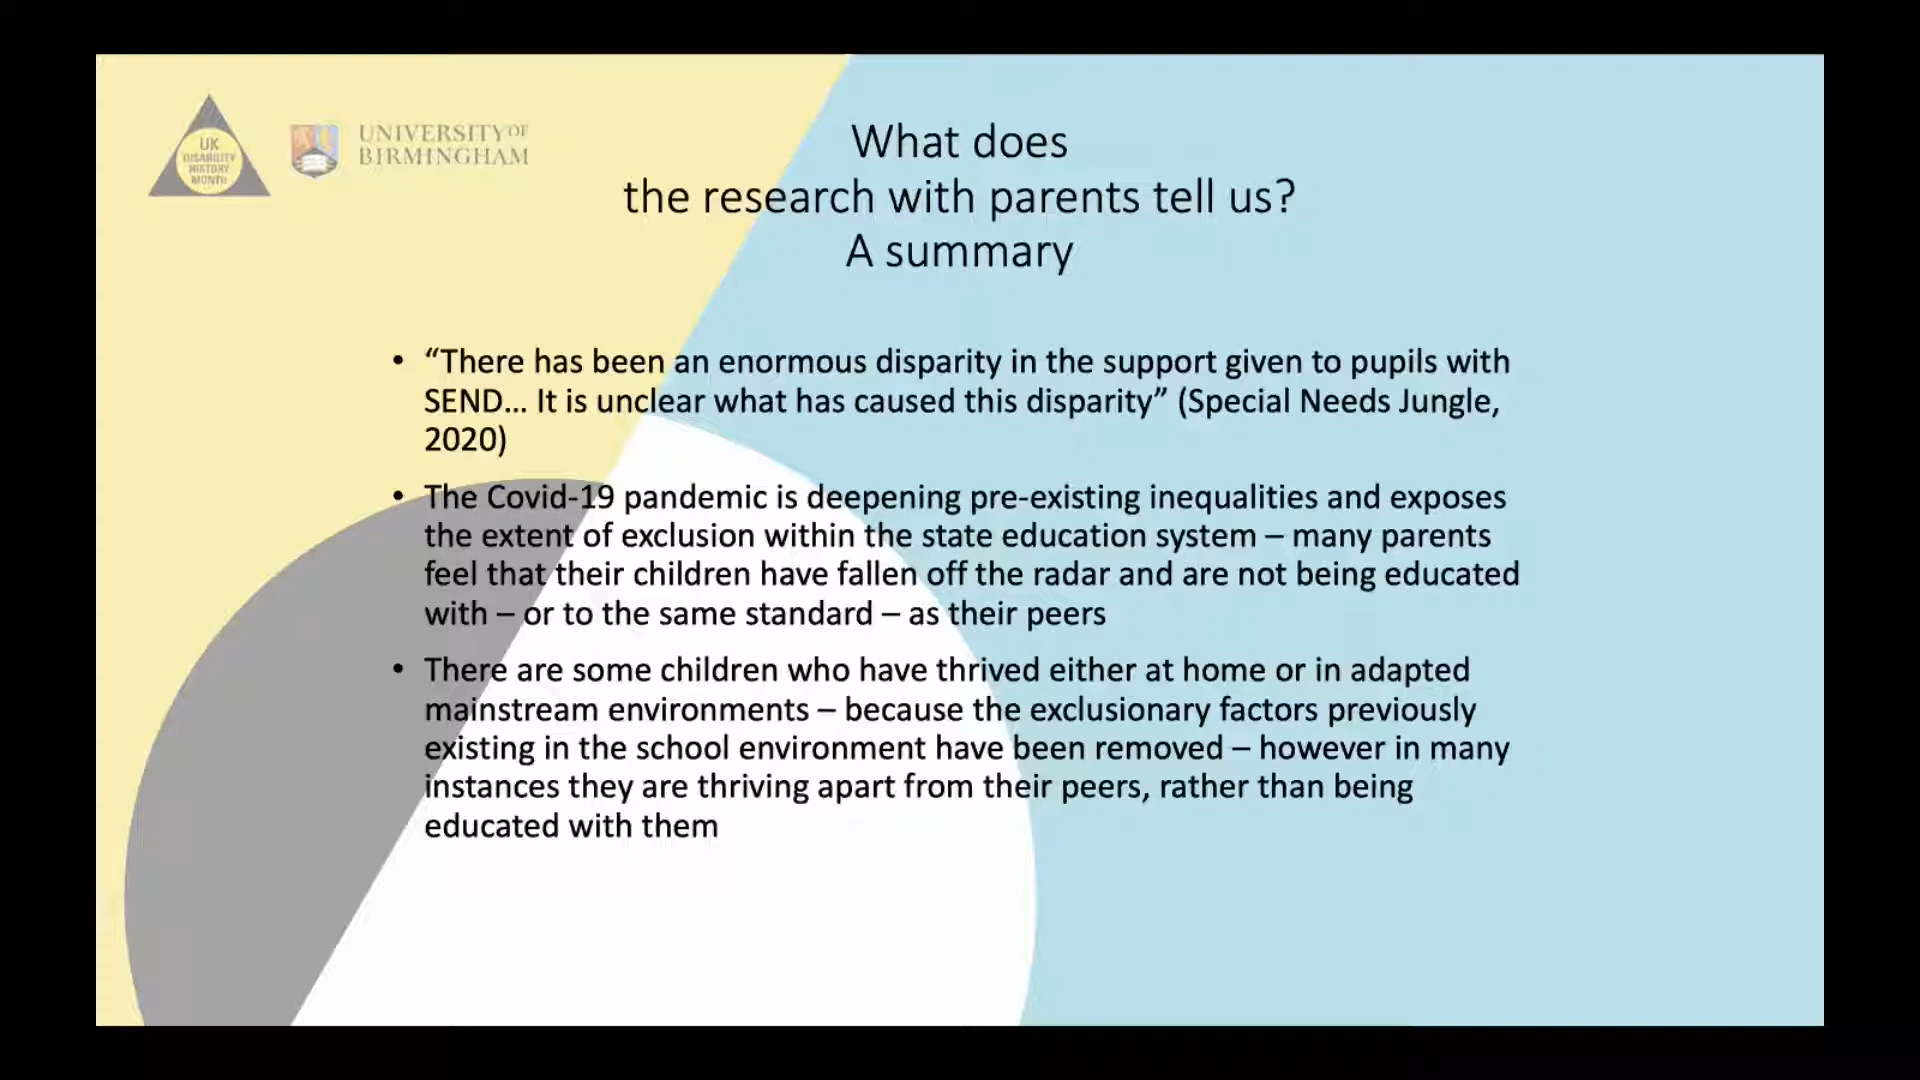 UK
DISABILITY
HISTORY
MONTH
UNIVERSITY OF
BIRMINGHAM
What does
the research with parents tell us?
A summary
• “There has been an enormous disparity in the support given to pupils with
SEND... It is unclear what has caused this disparity” (Special Needs Jungle,
2020)
• The Covid-19 pandemic is deepening pre-existing inequalities and exposes
the extent of exclusion within the state education system – many parents
feel that their children have fallen off the radar and are not being educated
with – or to the same standard – as their peers
• There are some children who have thrived either at home or in adapted
mainstream environments – because the exclusionary factors previously
existing in the school environment have been removed – however in many
instances they are thriving apart from their peers, rather than being
educated with them